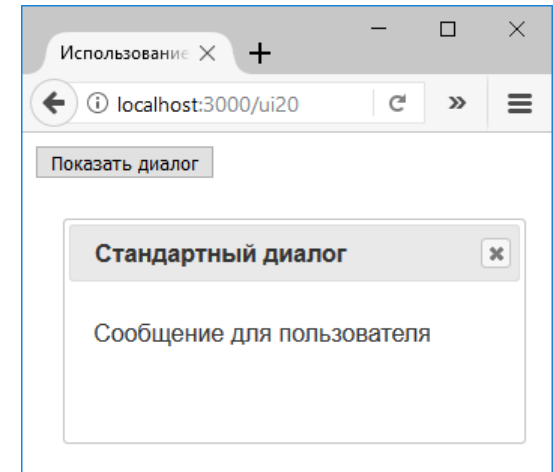 Использование
localhost:3000/ui20
Показать диалог
Стандартный диалог
Сообщение для пользователя